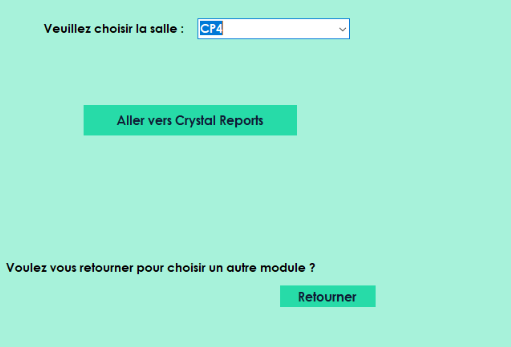 Veuillez choisir la salle : CP4
Aller vers Crystal Reports
Voulez vous retourner pour choisir un autre module ?
Retourner